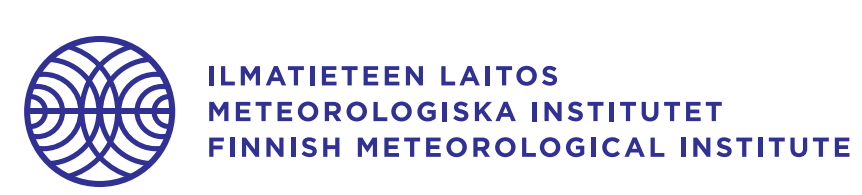 ILMATIETEEN LAITOS
METEOROLOGISKA INSTITUTET
FINNISH METEOROLOGICAL INSTITUTE